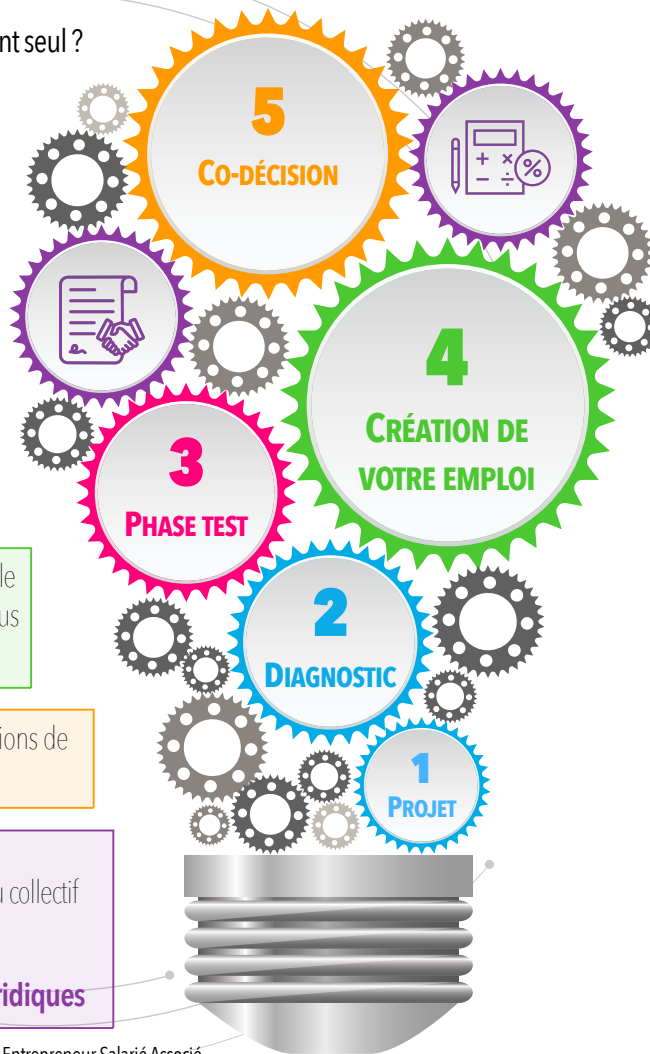 nt seul ?
5
CO-DÉCISION
4
CRÉATION DE
VOTRE EMPLOI
3
PHASE TEST
2
DIAGNOSTIC
1
PROJET
le
us
ions de
u collectif
ridiques
Entrepreneur Salarié Associé